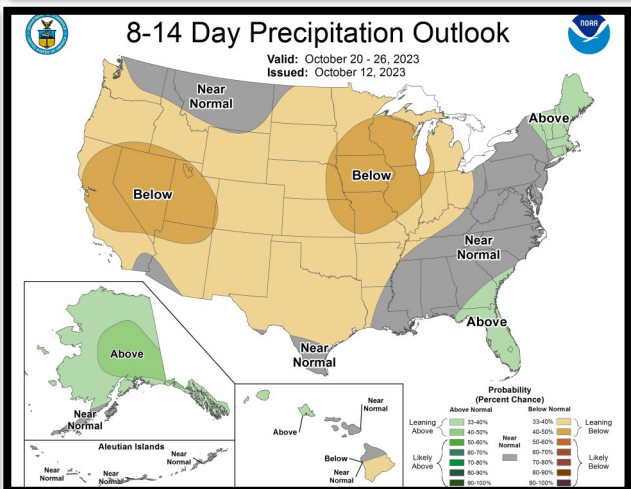 8-14 Day Precipitation Outlook
NOAA
Valid: October 20 - 26, 2023
Issued: October 12, 2023
Near
Normal
Above
Below
Below
Near
Normal
Above
Near
Normal
Above
Near
Normal
Aleutian Islands
Near
Normal
Near
Normal
Near
Normal
Above
Near
Normal
Below
Near
Normal
Probability
(Percent Chance)
Above Normal
Below Normal
Leaning
Above
33-40%
40-50%
Likely
Above
50-60%
60-70%
70-80%
80-90%
90-100%
Near
Normal
33-40%
40-50%
Leaning
Below
50-60%
60-70%
70-80%
80-90%
90-100%
Likely
Below